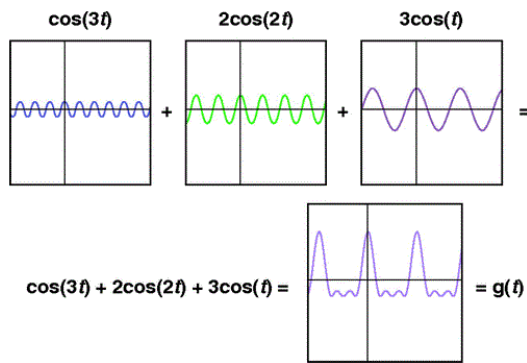 cos(3t) 2cos(2t) 3cos(t)
+ + =
cos(3t) + 2cos(2t) + 3cos(t) = = g(t)